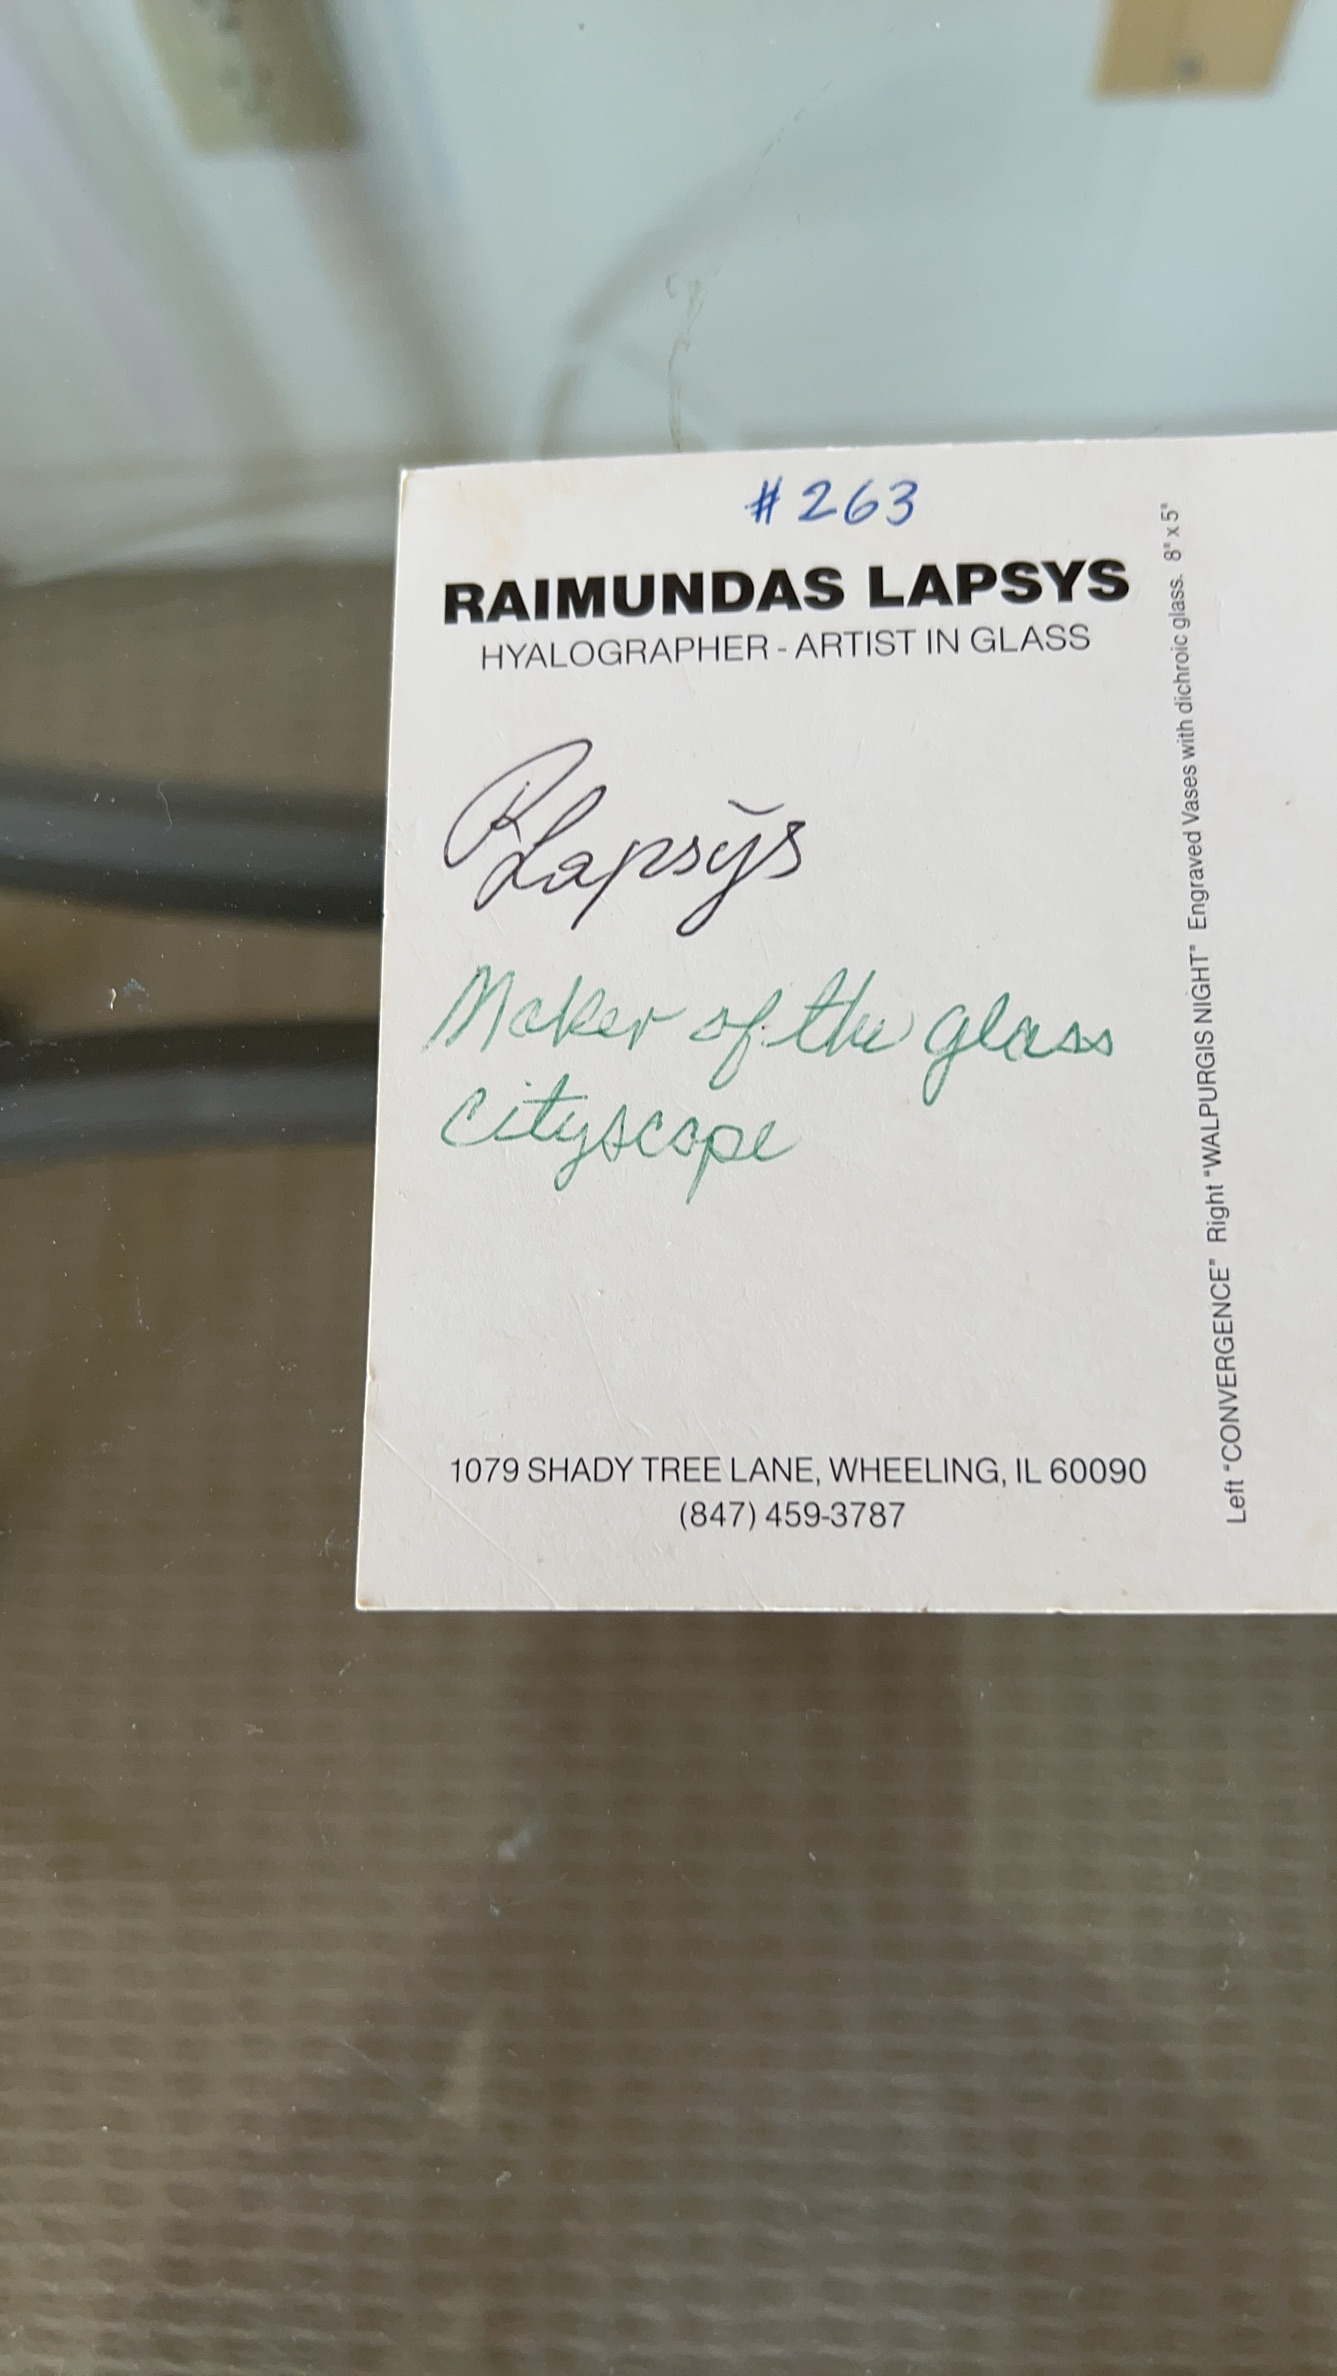 #263
RAIMUNDAS LAPSYS
HYALOGRAPHER - ARTIST IN GLASS
RLapsys
Maker of the glass
cityscape
1079 SHADY TREE LANE, WHEELING, IL 60090
(847) 459-3787
Left "CONVERGENCE" Right "WALPURGIS NIGHT" Engraved Vases with dichroic glass. 8" x 5"